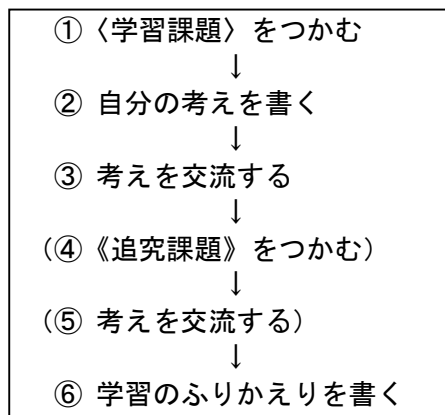 ① 〈学習課題〉をつかむ
↓
② 自分の考えを書く
↓
③ 考えを交流する
↓
(④《追究課題》をつかむ)
↓
(⑤ 考えを交流する)
↓
⑥ 学習のふりかえりを書く